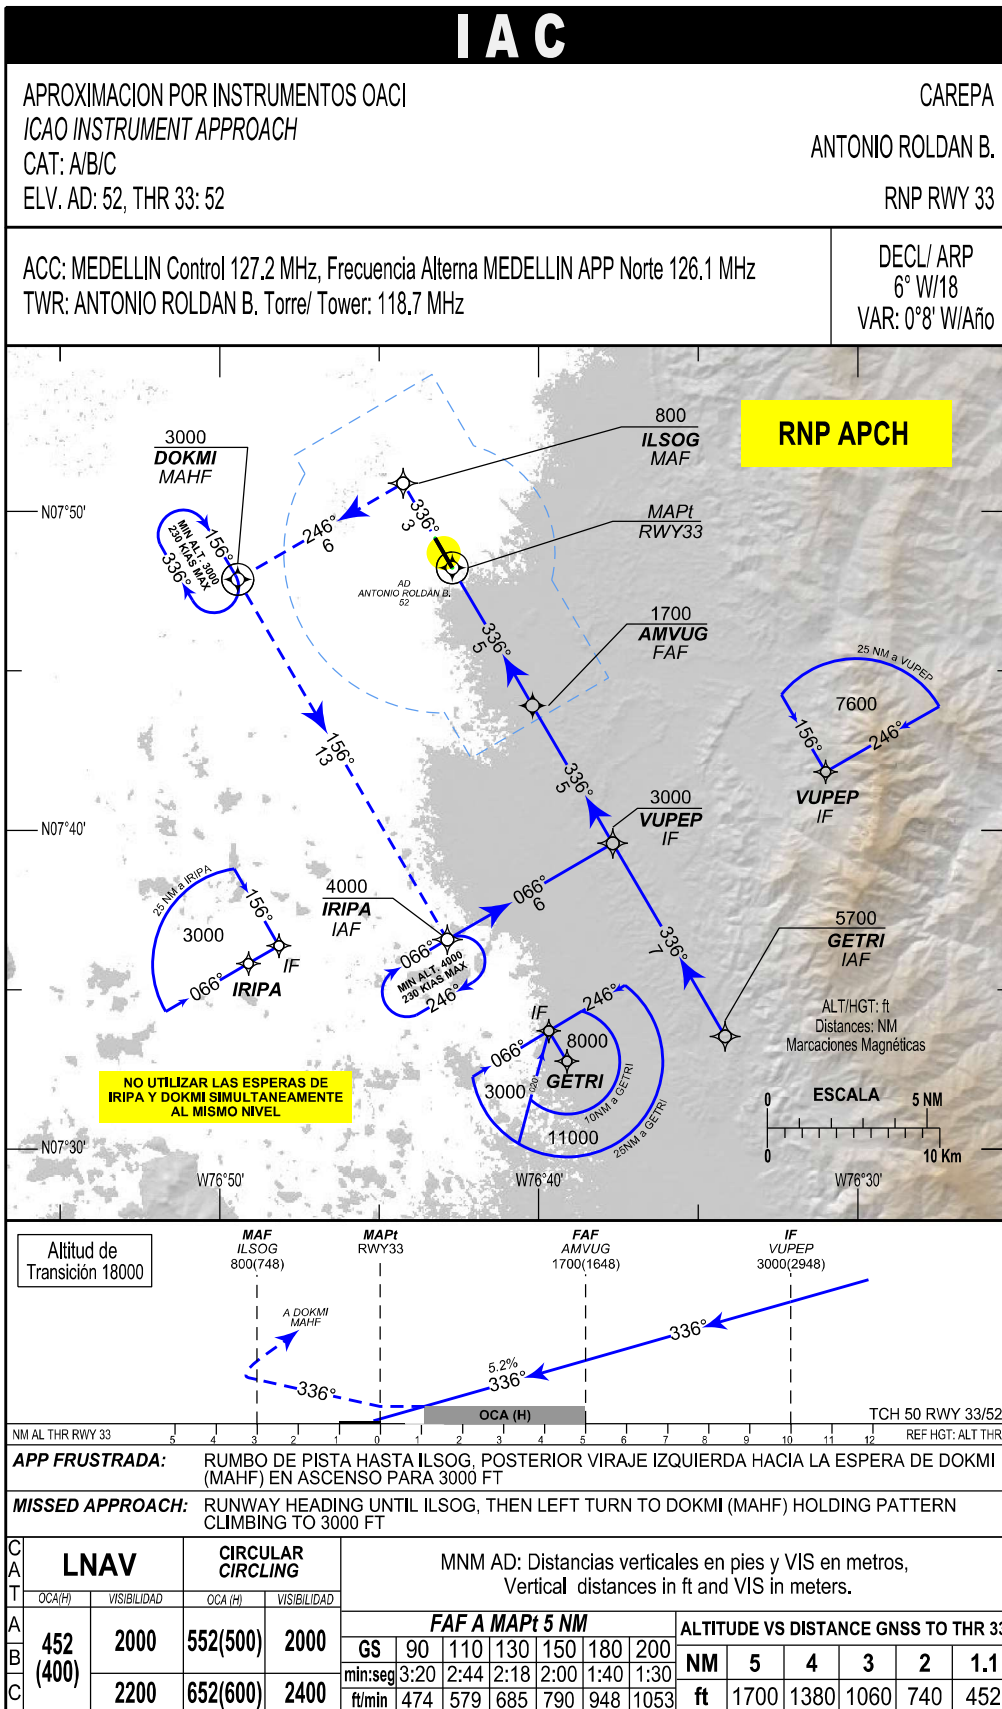 IAC
APROXIMACION POR INSTRUMENTOS OACI
ICAO INSTRUMENT APPROACH
CAT: A/B/C
ELV. AD: 52, THR 33: 52
CAREPA
ANTONIO ROLDAN B.
RNP RWY 33
ACC: MEDELLIN Control 127.2 MHz, Frecuencia Alterna MEDELLIN APP Norte 126.1 MHz
TWR: ANTONIO ROLDAN B. Torre/ Tower: 118.7 MHz
DECL/ ARP
6° W/18
VAR: 0°8' W/Año
RNP APCH
800
ILSOG
MAF
3000
DOKMI
MAHF
N07°50'
MAPt
RWY33
336°
3
246°
6
156°
MIN ALT. 3000
230 KIAS MAX
336°
AD
ANTONIO ROLDÁN B.
52
1700
AMVUG
FAF
336°
5
25 NM a VUPEP
7600
156°
246°
VUPEP
IF
156°
13
336°
5
3000
VUPEP
IF
N07°40'
25 NM a IRIPA
156°
3000
066°
IF
IRIPA
4000
IRIPA
IAF
066°
6
066°
MIN ALT. 4000
230 KIAS MAX
246°
336°
7
5700
GETRI
IAF
ALT/HGT: ft
Distances: NM
Marcaciones Magnéticas
IF
246°
066°
8000
GETRI
3000
020°
10NM a GETRI
11000
25NM a GETRI
NO UTILIZAR LAS ESPERAS DE
IRIPA Y DOKMI SIMULTANEAMENTE
AL MISMO NIVEL
ESCALA
0
5 NM
0
10 Km
N07°30'
W76°50'
W76°40'
W76°30'
Altitud de
Transición 18000
MAF
ILSOG
800(748)
MAPt
RWY33
FAF
AMVUG
1700(1648)
IF
VUPEP
3000(2948)
A DOKMI
MAHF
336°
5.2%
336°
336°
OCA (H)
TCH 50 RWY 33/52
NM AL THR RWY 33
5 4 3 2 1 0 1 2 3 4 5 6 7 8 9 10 11 12
REF HGT: ALT THR
APP FRUSTRADA: RUMBO DE PISTA HASTA ILSOG, POSTERIOR VIRAJE IZQUIERDA HACIA LA ESPERA DE DOKMI
(MAHF) EN ASCENSO PARA 3000 FT
MISSED APPROACH: RUNWAY HEADING UNTIL ILSOG, THEN LEFT TURN TO DOKMI (MAHF) HOLDING PATTERN
CLIMBING TO 3000 FT
CAT
LNAV
CIRCULAR
CIRCLING
OCA(H) VISIBILIDAD OCA (H) VISIBILIDAD
A
B
C
452
(400)
2000
552(500)
2000
2200
652(600)
2400
MNM AD: Distancias verticales en pies y VIS en metros,
Vertical distances in ft and VIS in meters.
FAF A MAPt 5 NM
GS 90 110 130 150 180 200
min:seg 3:20 2:44 2:18 2:00 1:40 1:30
ft/min 474 579 685 790 948 1053
ALTITUDE VS DISTANCE GNSS TO THR 33
NM 5 4 3 2 1.1
ft 1700 1380 1060 740 452